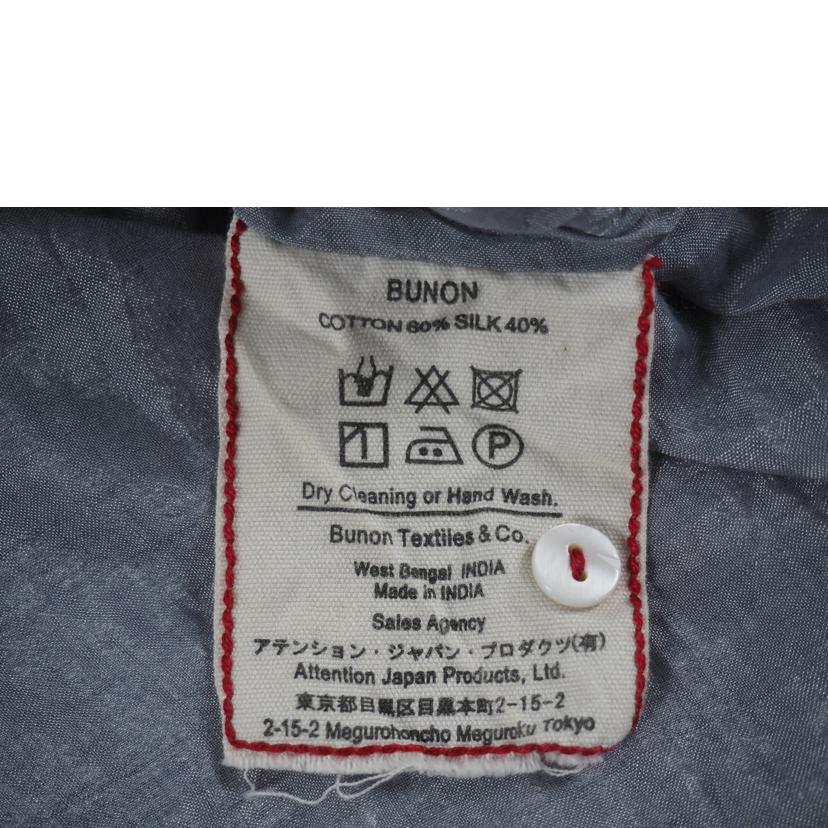 BUNON
COTTON 60% SILK 40%
P
Dry Cleaning or Hand Wash.
Bunon Textiles & Co.
West Bengal INDIA
Made in INDIA
Sales Agency
アテンション・ジャパン・プロダクツ(有)
Attention Japan Products, Ltd.
東京都目黒区目黒本町2-15-2
2-15-2 Megurohoncho Meguroku Tokyo